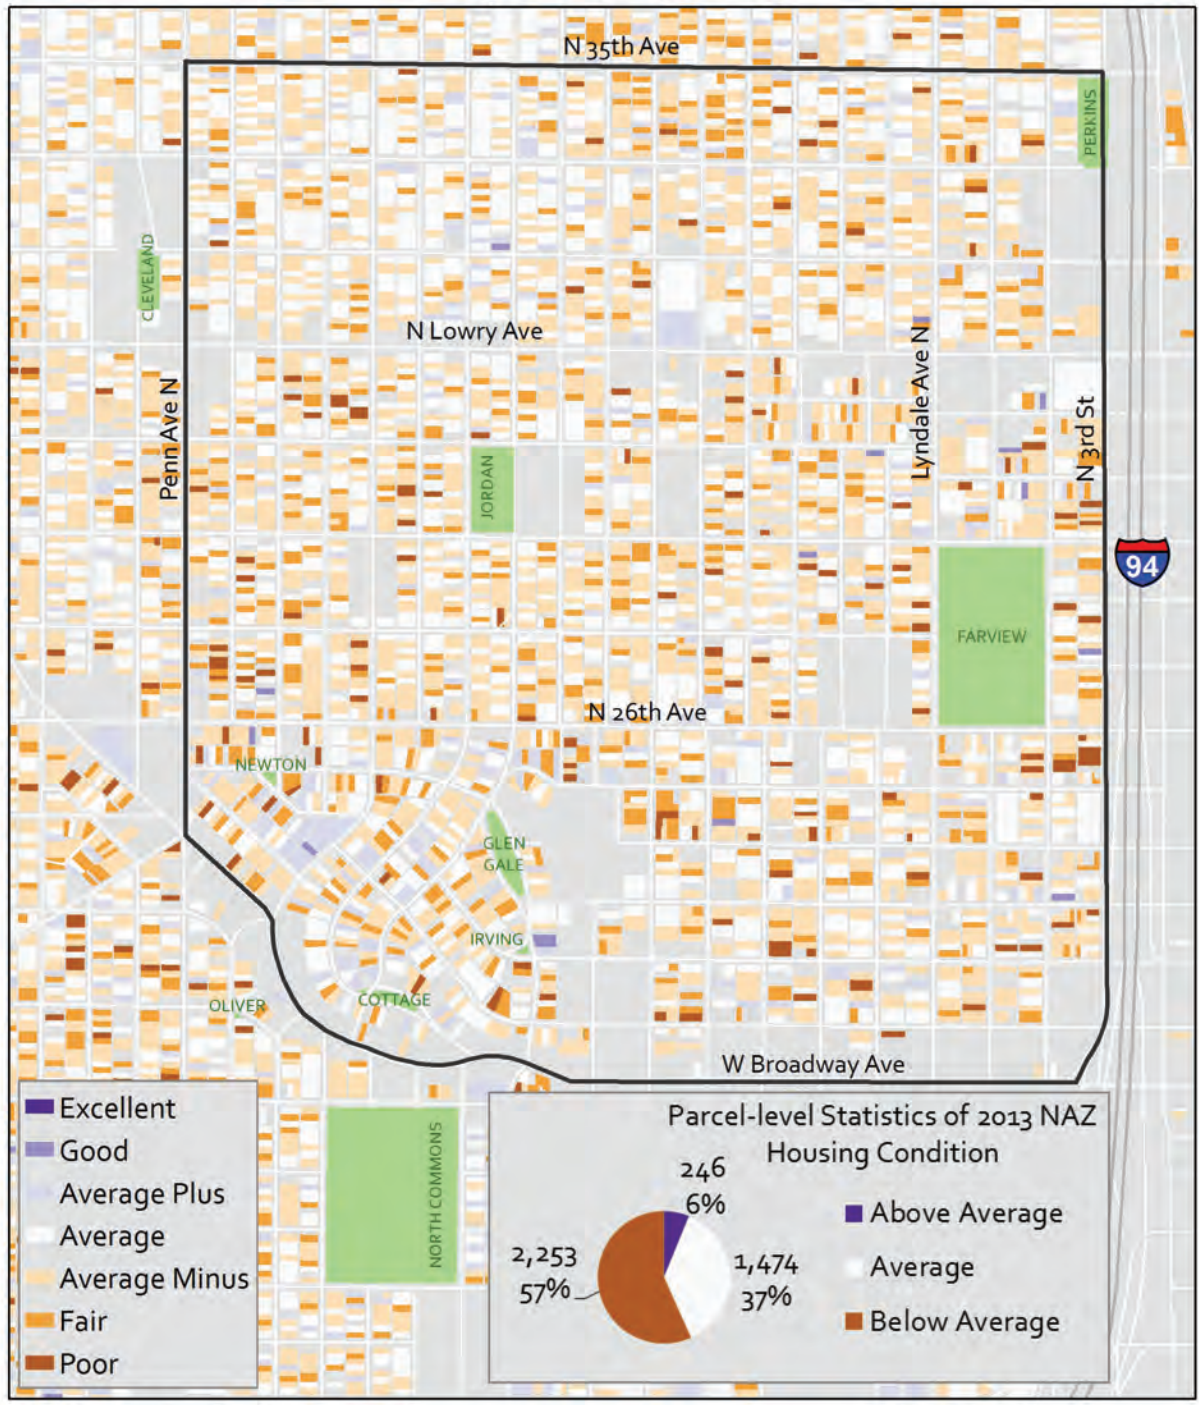 N 35th Ave
PERKINS
CLEVELAND
N Lowry Ave
Lyndale Ave N
Penn Ave N
N 3rd St
JORDAN
94
FARVIEW
N 26th Ave
NEWTON
GLEN
GALE
IRVING
COTTAGE
OLIVER
W Broadway Ave
NORTH COMMONS
Excellent
Good
Average Plus
Average
Average Minus
Fair
Poor
Parcel-level Statistics of 2013 NAZ
Housing Condition
246
6%
2,253
57%
1,474
37%
Above Average
Average
Below Average